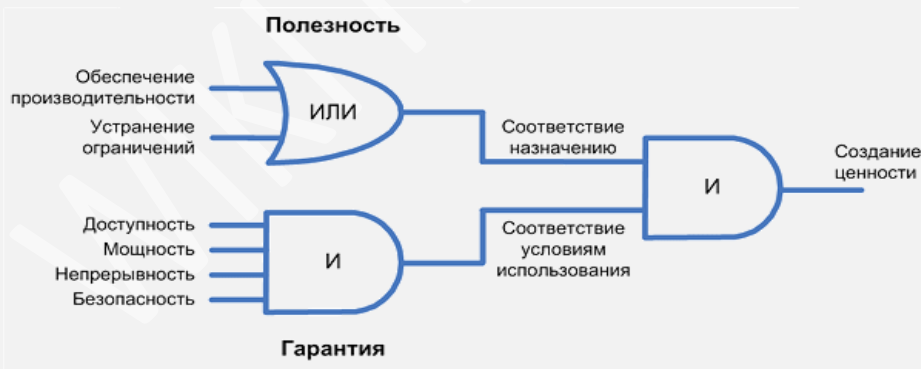 Полезность
Обеспечение
производительности
Устранение
ограничений
ИЛИ
Соответствие
назначению
И
Создание
ценности
Доступность
Мощность
Непрерывность
Безопасность
И
Соответствие
условиям
использования
Гарантия